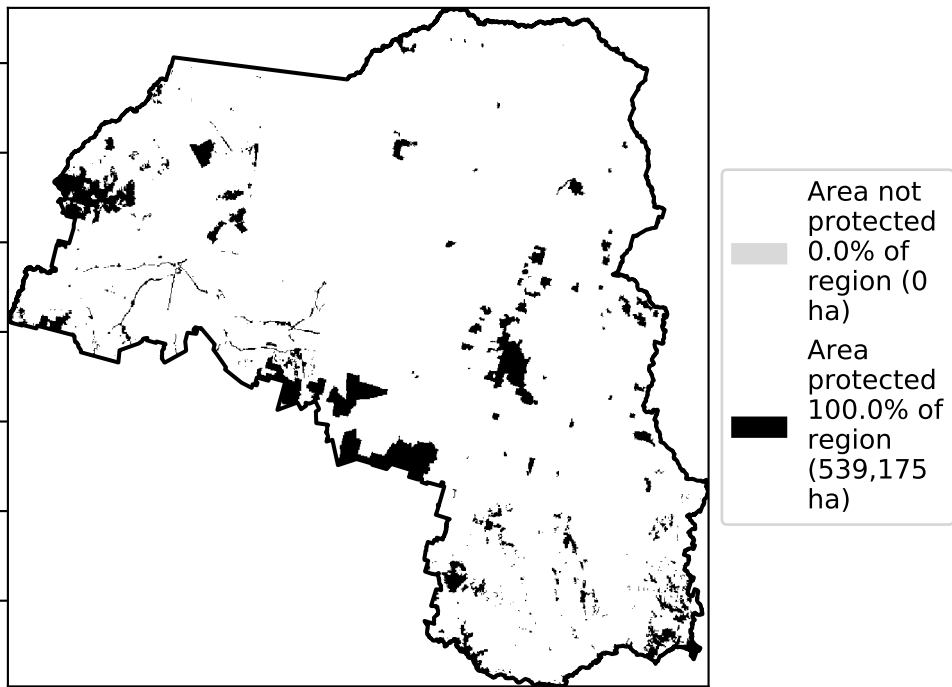 Area not
protected
0.0% of
region (0
ha)
Area
protected
100.0% of
region
(539,175
ha)